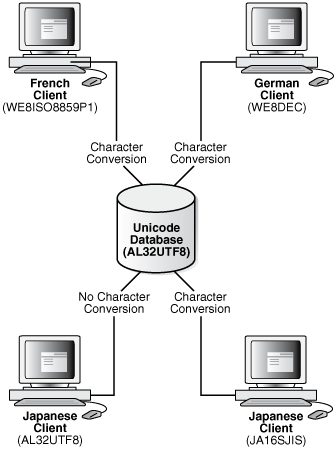 French
Client
(WE8ISO8859P1)
German
Client
(WE8DEC)
Character
Conversion
Character
Conversion
Unicode
Database
(AL32UTF8)
No Character
Conversion
Character
Conversion
Japanese
Client
(AL32UTF8)
Japanese
Client
(JA16SJIS)